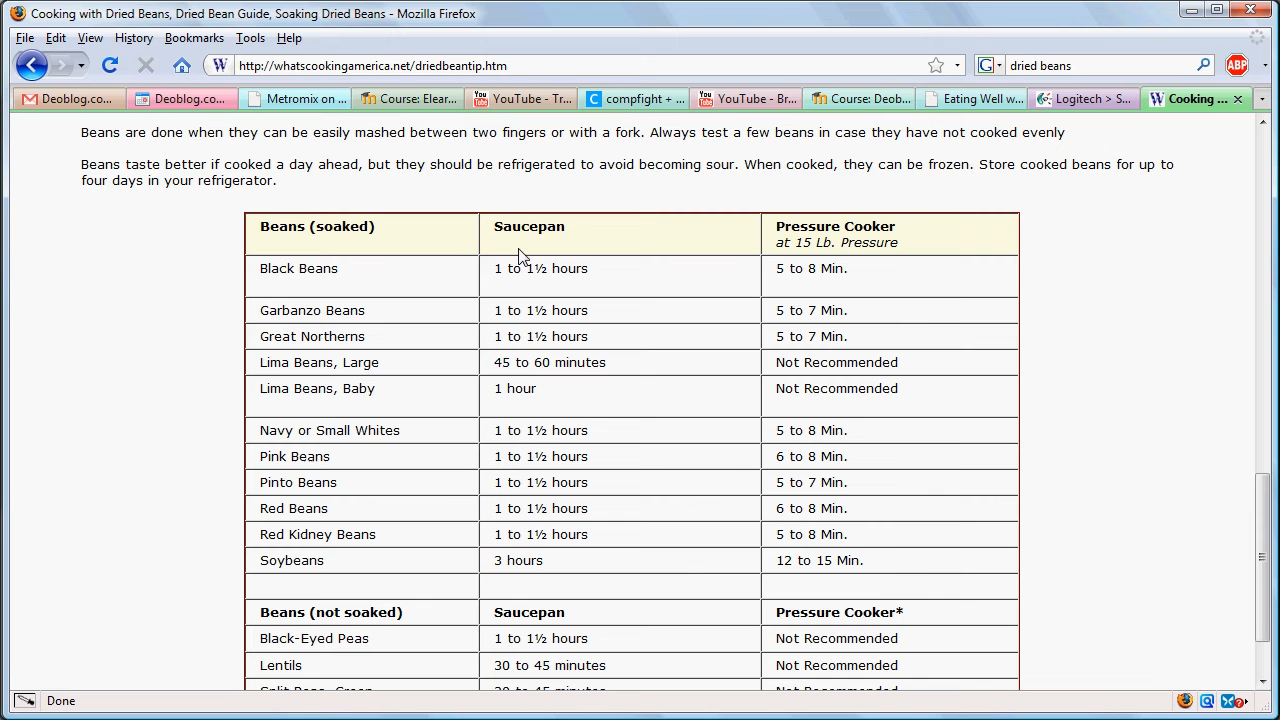 Cooking with Dried Beans, Dried Bean Guide, Soaking Dried Beans - Mozilla Firefox
File Edit View History Bookmarks Tools Help
W http://whatscookingamerica.net/driedbeantip.htm G dried beans ABP
Deoblog.co... Deoblog.co... Metromix on ... Course: Elear... YouTube - Tr... compfight + ... YouTube - Br... Course: Deob... Eating Well w... Logitech > S... Cooking ...
Beans are done when they can be easily mashed between two fingers or with a fork. Always test a few beans in case they have not cooked evenly
Beans taste better if cooked a day ahead, but they should be refrigerated to avoid becoming sour. When cooked, they can be frozen. Store cooked beans for up to
four days in your refrigerator.
Beans (soaked) Saucepan Pressure Cooker
at 15 Lb. Pressure
Black Beans 1 to 1½ hours 5 to 8 Min.
Garbanzo Beans 1 to 1½ hours 5 to 7 Min.
Great Northerns 1 to 1½ hours 5 to 7 Min.
Lima Beans, Large 45 to 60 minutes Not Recommended
Lima Beans, Baby 1 hour Not Recommended
Navy or Small Whites 1 to 1½ hours 5 to 8 Min.
Pink Beans 1 to 1½ hours 6 to 8 Min.
Pinto Beans 1 to 1½ hours 5 to 7 Min.
Red Beans 1 to 1½ hours 6 to 8 Min.
Red Kidney Beans 1 to 1½ hours 5 to 8 Min.
Soybeans 3 hours 12 to 15 Min.
Beans (not soaked) Saucepan Pressure Cooker*
Black-Eyed Peas 1 to 1½ hours Not Recommended
Lentils 30 to 45 minutes Not Recommended
Done